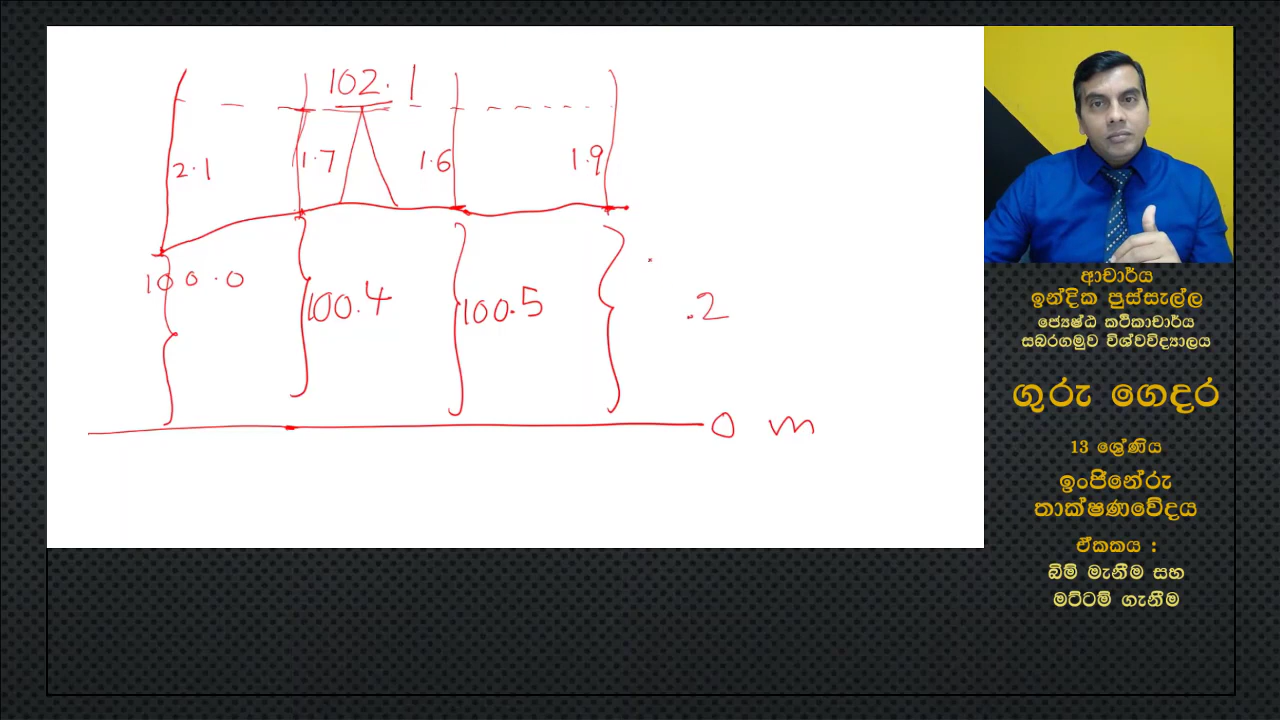 102.1
2.1 1.7 1.6 1.9
100.0
100.4 100.5 .2
0 m
ආචාර්ය
ඉන්දික පුස්සැල්ල
ජ්‍යෙෂ්ඨ කථිකාචාර්ය
සබරගමුව විශ්වවිද්‍යාලය
ගුරු ගෙදර
13 ශ්‍රේණිය
ඉංජිනේරු
තාක්ෂණවේදය
ඒකකය :
බිම් මැනීම සහ
මට්ටම් ගැනීම